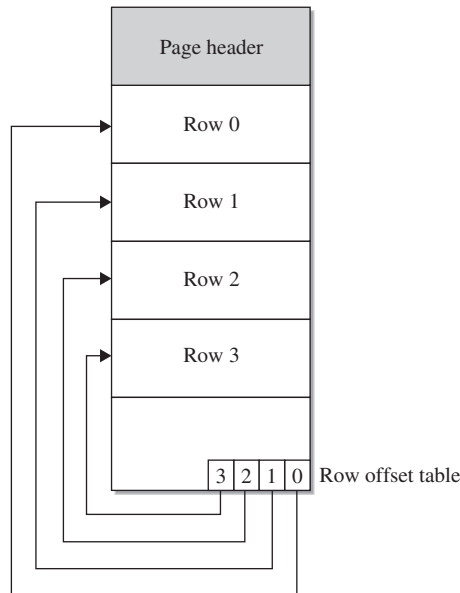 Page header
Row 0
Row 1
Row 2
Row 3
3 2 1 0 Row offset table